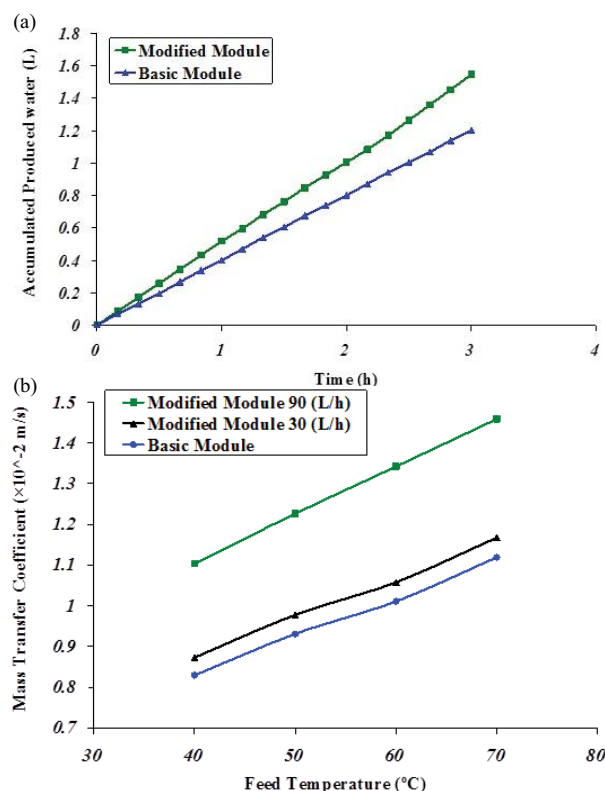 (a)
Modified Module
Basic Module
Accumulated Produced water (L)
1.8
1.6
1.4
1.2
1
0.8
0.6
0.4
0.2
0
0 1 2 3 4
Time (h)
(b)
Modified Module 90 (L/h)
Modified Module 30 (L/h)
Basic Module
Mass Transfer Coefficient (×10^-2 m/s)
1.5
1.4
1.3
1.2
1.1
1
0.9
0.8
0.7
30 40 50 60 70 80
Feed Temperature (°C)